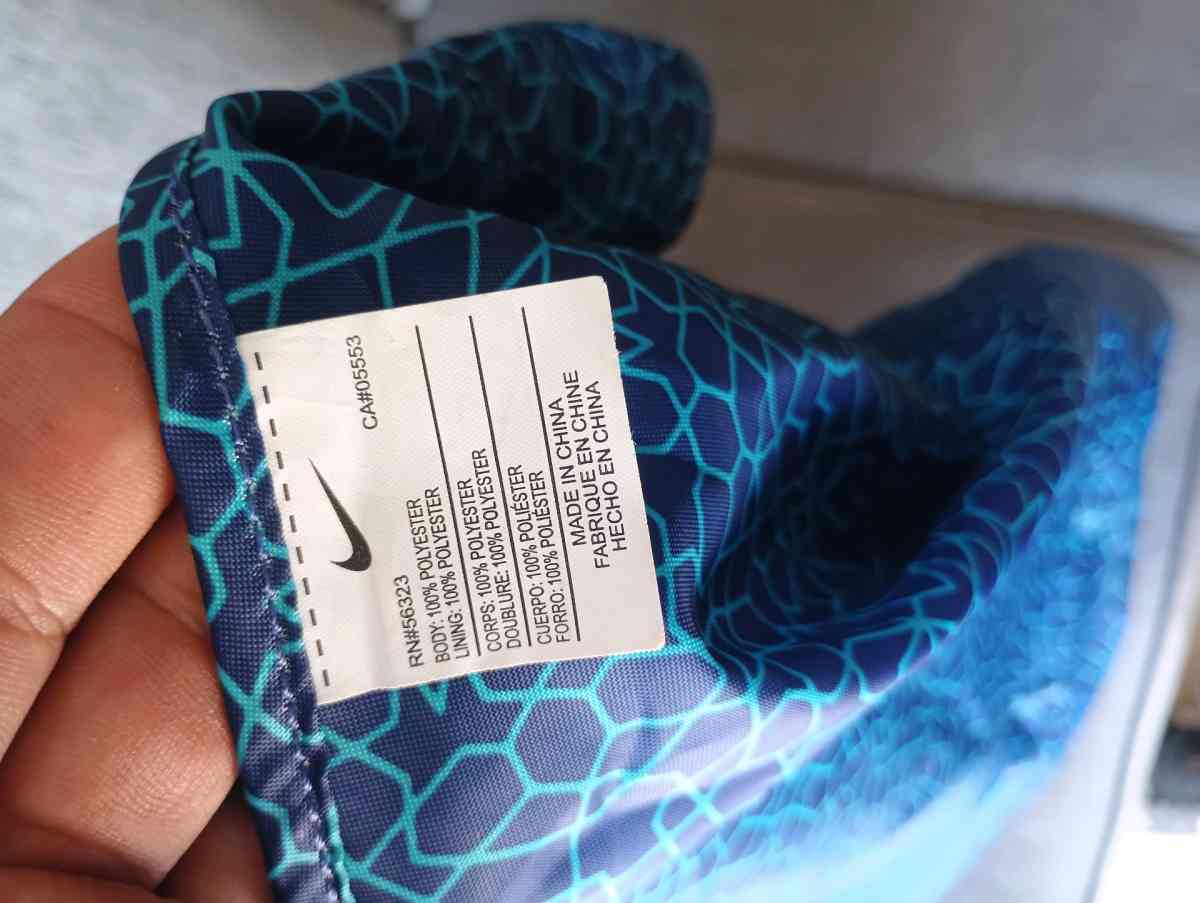 RN#56323 CA#05553
BODY: 100% POLYESTER
LINING: 100% POLYESTER
CORPS: 100% POLYESTER
DOUBLURE: 100% POLYESTER
CUERPO: 100% POLIÉSTER
FORRO: 100% POLIÉSTER
MADE IN CHINA
FABRIQUE EN CHINE
HECHO EN CHINA